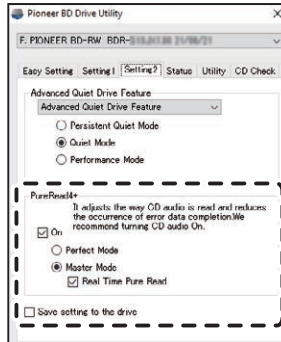 Pioneer BD Drive Utility
F. PIONEER BD-RW BDR- 21/06/21
Easy Setting Setting1 Setting2 Status Utility CD Check
Advanced Quiet Drive Feature
Advanced Quiet Drive Feature
Persistent Quiet Mode
Quiet Mode
Performance Mode
PureRead4+
It adjusts the way CD audio is read and reduces
the occurrence of error data completion.We
recommend turning CD audio On.
On
Perfect Mode
Master Mode
Real Time Pure Read
Save setting to the drive